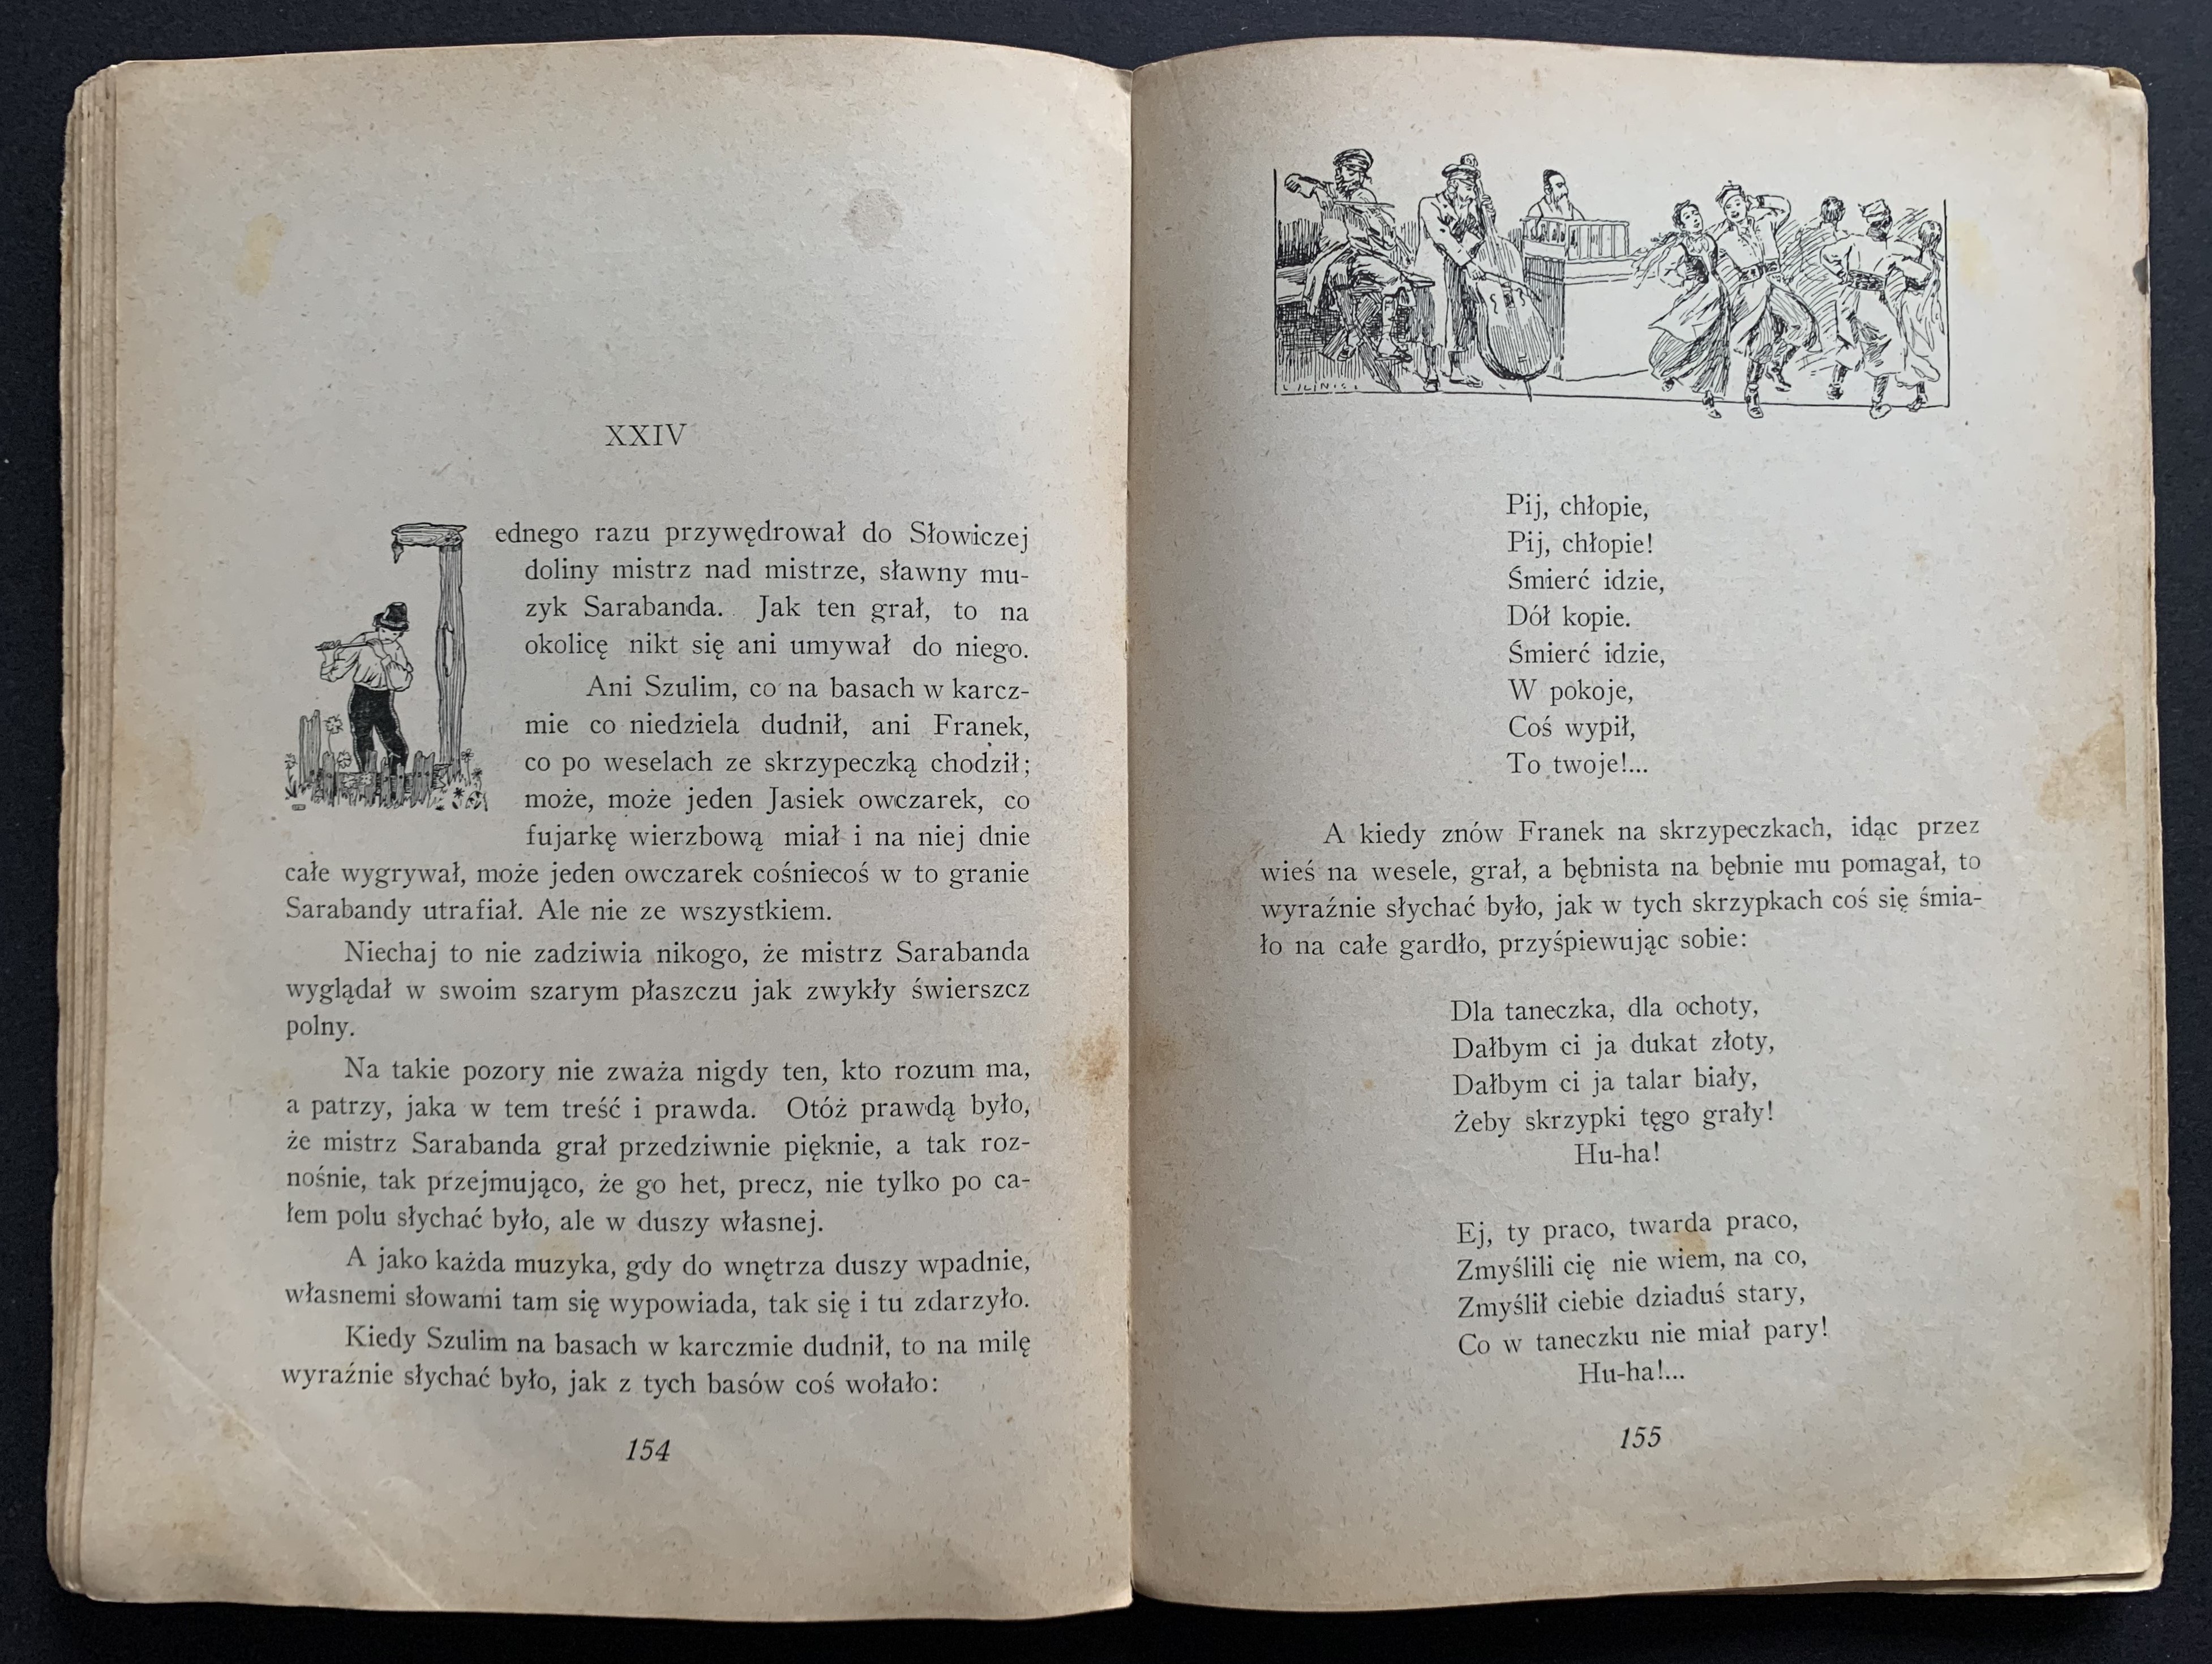 XXIV
Jednego razu przywędrował do Słowiczej
doliny mistrz nad mistrze, sławny mu-
zyk Sarabanda. Jak ten grał, to na
okolicę nikt się ani umywał do niego.
Ani Szulim, co na basach w karcz-
mie co niedziela dudnił, ani Franek,
co po weselach ze skrzypeczką chodził;
może, może jeden Jasiek owczarek, co
fujarkę wierzbową miał i na niej dnie
całe wygrywał, może jeden owczarek cośniecoś w to granie
Sarabandy utrafiał. Ale nie ze wszystkiem.
Niechaj to nie zadziwia nikogo, że mistrz Sarabanda
wyglądał w swoim szarym płaszczu jak zwykły świerszcz
polny.
Na takie pozory nie zważa nigdy ten, kto rozum ma,
a patrzy, jaka w tem treść i prawda. Otóż prawdą było,
że mistrz Sarabanda grał przedziwnie pięknie, a tak roz-
nośnie, tak przejmująco, że go het, precz, nie tylko po ca-
łem polu słychać było, ale w duszy własnej.
A jako każda muzyka, gdy do wnętrza duszy wpadnie,
własnemi słowami tam się wypowiada, tak się i tu zdarzyło.
Kiedy Szulim na basach w karczmie dudnił, to na milę
wyraźnie słychać było, jak z tych basów coś wołało:
154
Pij, chłopie,
Pij, chłopie!
Śmierć idzie,
Dół kopie.
Śmierć idzie,
W pokoje,
Coś wypił,
To twoje!...
A kiedy znów Franek na skrzypeczkach, idąc przez
wieś na wesele, grał, a bębnista na bębnie mu pomagał, to
wyraźnie słychać było, jak w tych skrzypkach coś się śmia-
ło na całe gardło, przyśpiewując sobie:
Dla taneczka, dla ochoty,
Dałbym ci ja dukat złoty,
Dałbym ci ja talar biały,
Żeby skrzypki tęgo grały!
Hu-ha!
Ej, ty praco, twarda praco,
Zmyślili cię nie wiem, na co,
Zmyślił ciebie dziaduś stary,
Co w taneczku nie miał pary!
Hu-ha!...
155